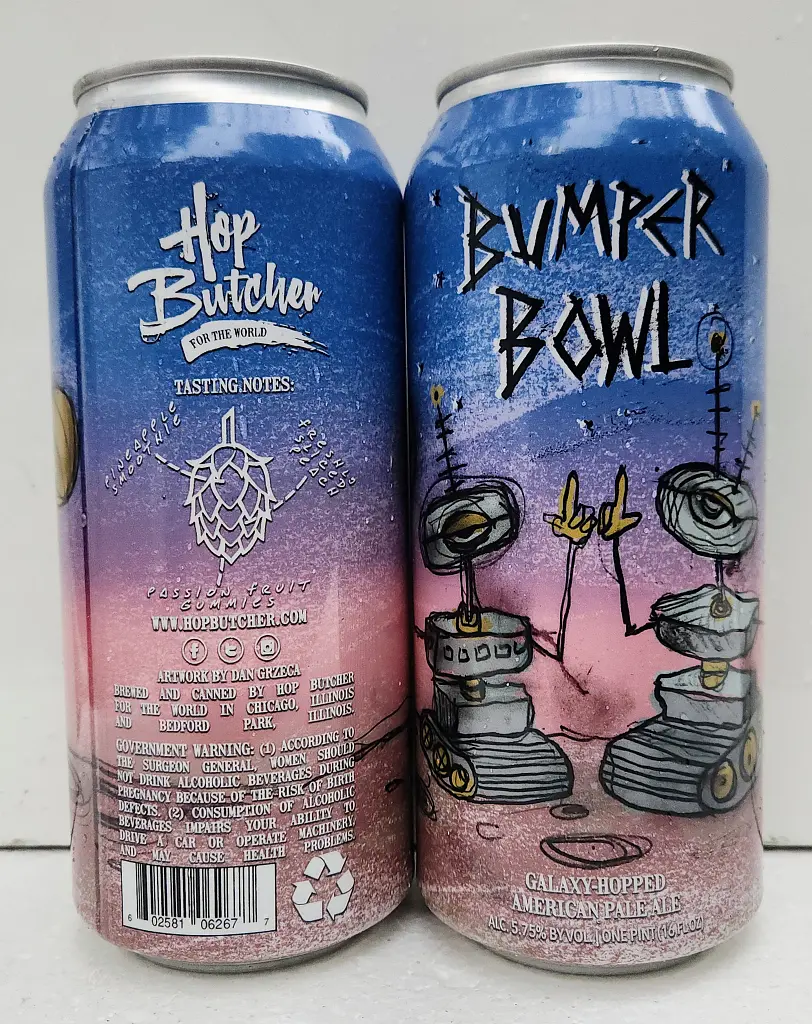 Hop
Butcher
FOR THE WORLD
TASTING NOTES:
PINEAPPLE
SMOOTHIE
FRESHLY
SLICED
PEACH
PASSION FRUIT
GUMMIES
WWW.HOPBUTCHER.COM
ARTWORK BY DAN GRZECA
BREWED AND CANNED BY HOP BUTCHER
FOR THE WORLD IN CHICAGO, ILLINOIS
AND BEDFORD PARK, ILLINOIS.
GOVERNMENT WARNING: (1) ACCORDING TO
THE SURGEON GENERAL, WOMEN SHOULD
NOT DRINK ALCOHOLIC BEVERAGES DURING
PREGNANCY BECAUSE OF THE RISK OF BIRTH
DEFECTS. (2) CONSUMPTION OF ALCOHOLIC
BEVERAGES IMPAIRS YOUR ABILITY TO
DRIVE A CAR OR OPERATE MACHINERY,
AND MAY CAUSE HEALTH PROBLEMS.
6 02581 06267 7
BUMPER
BOWL
GALAXY-HOPPED
AMERICAN PALE ALE
ALC. 5.75% BY VOL. | ONE PINT (16 FL OZ)